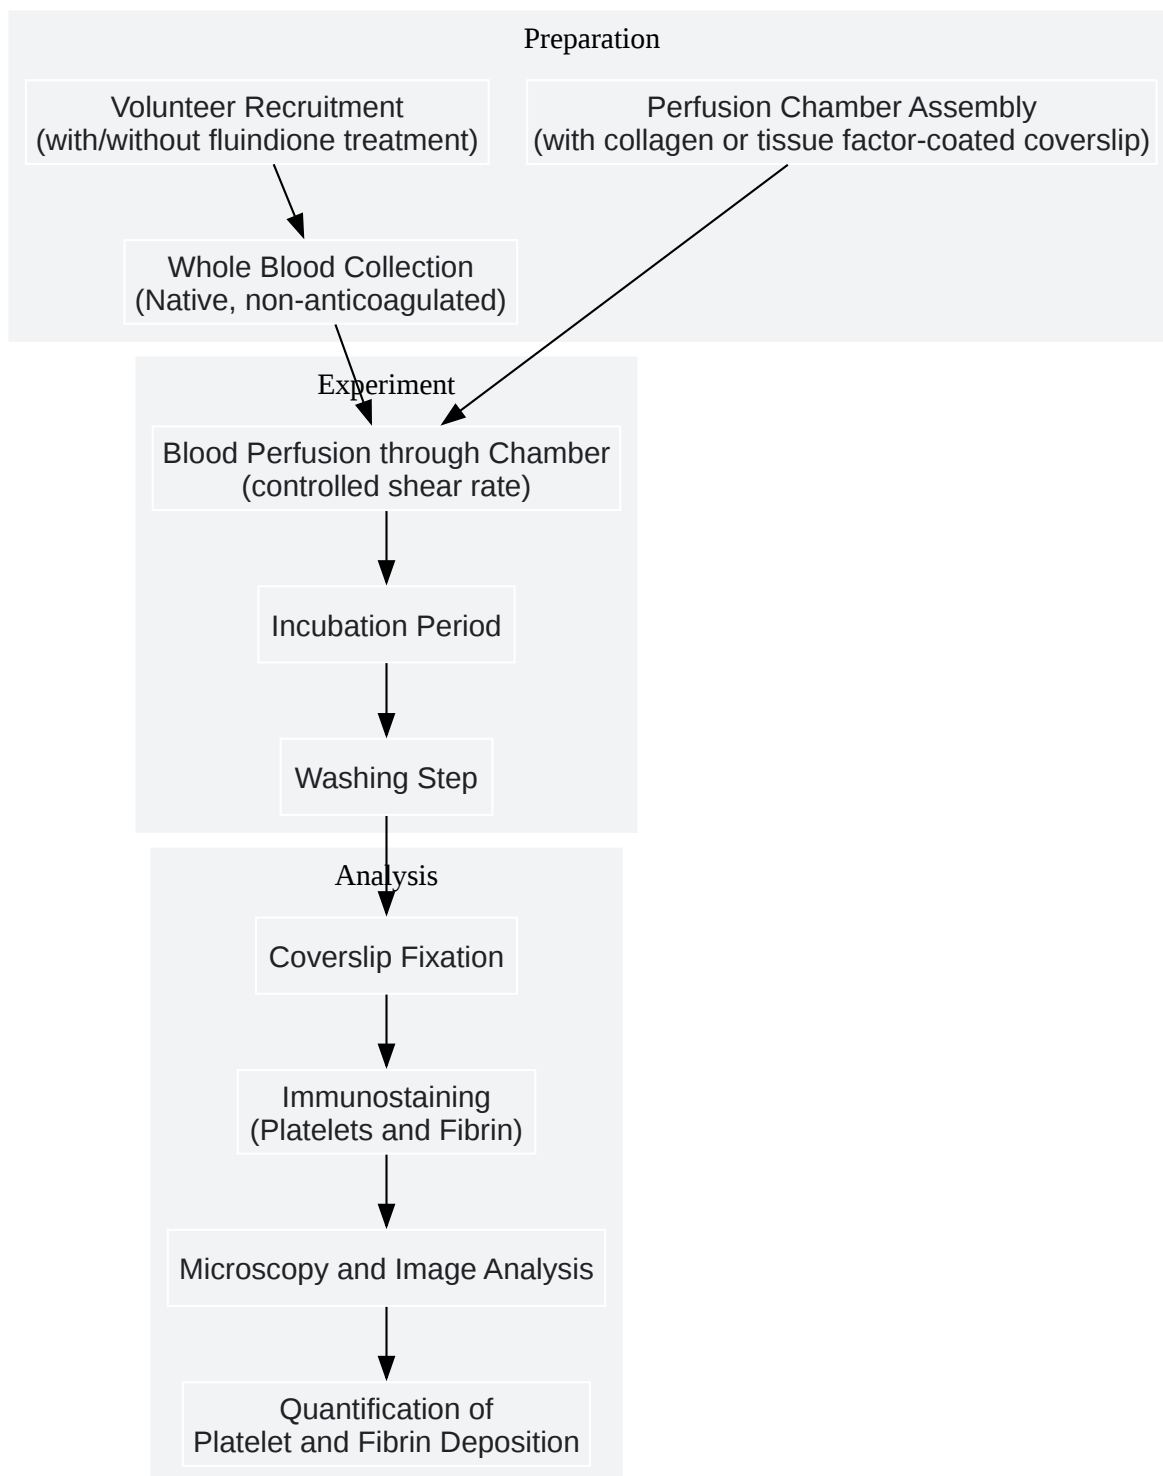 Preparation
Volunteer Recruitment
(with/without fluindione treatment)
Perfusion Chamber Assembly
(with collagen or tissue factor-coated coverslip)
Whole Blood Collection
(Native, non-anticoagulated)
Experiment
Blood Perfusion through Chamber
(controlled shear rate)
Incubation Period
Washing Step
Analysis
Coverslip Fixation
Immunostaining
(Platelets and Fibrin)
Microscopy and Image Analysis
Quantification of
Platelet and Fibrin Deposition